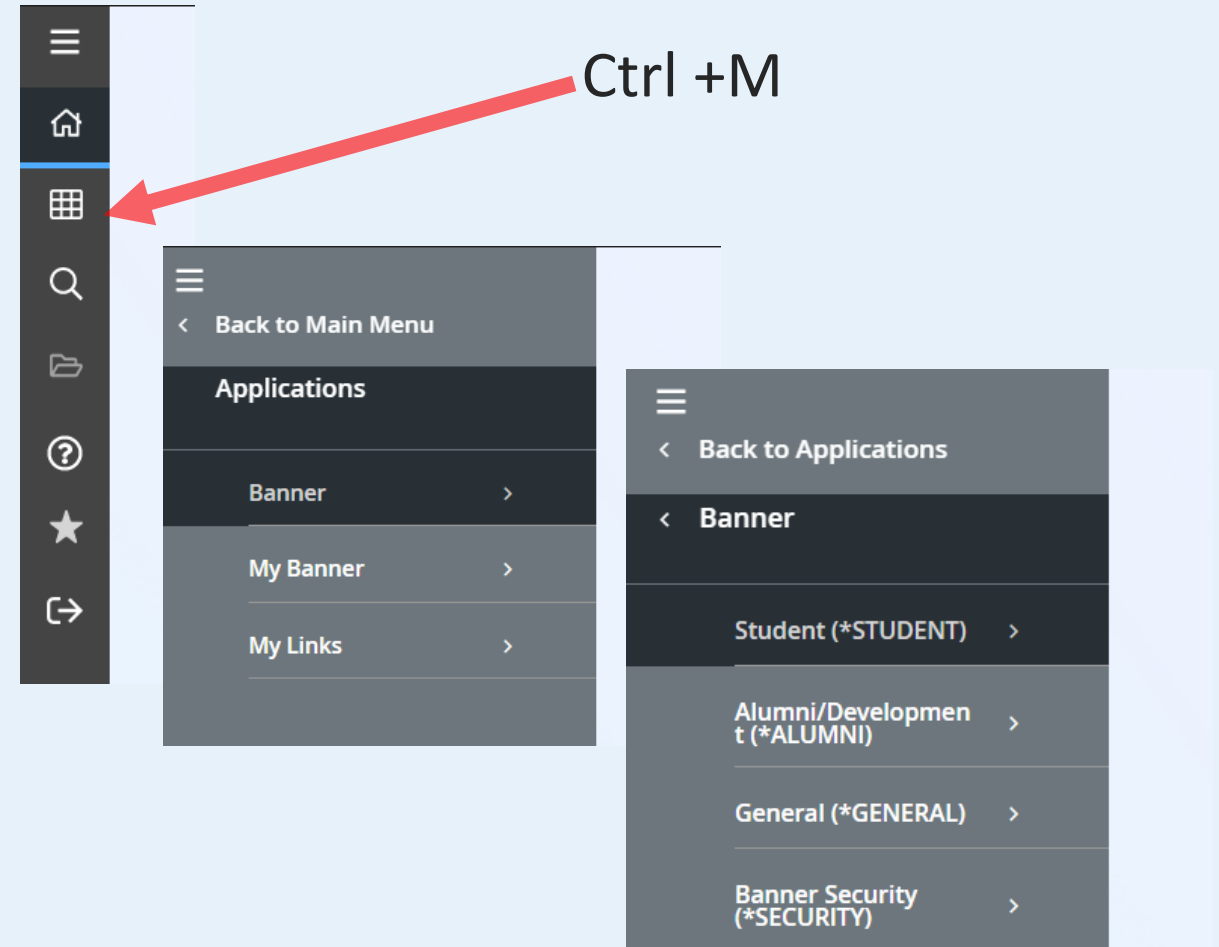 Ctrl +M
Back to Main Menu
Applications
Banner
My Banner
My Links
Back to Applications
Banner
Student (*STUDENT)
Alumni/Developmen
t (*ALUMNI)
General (*GENERAL)
Banner Security
(*SECURITY)